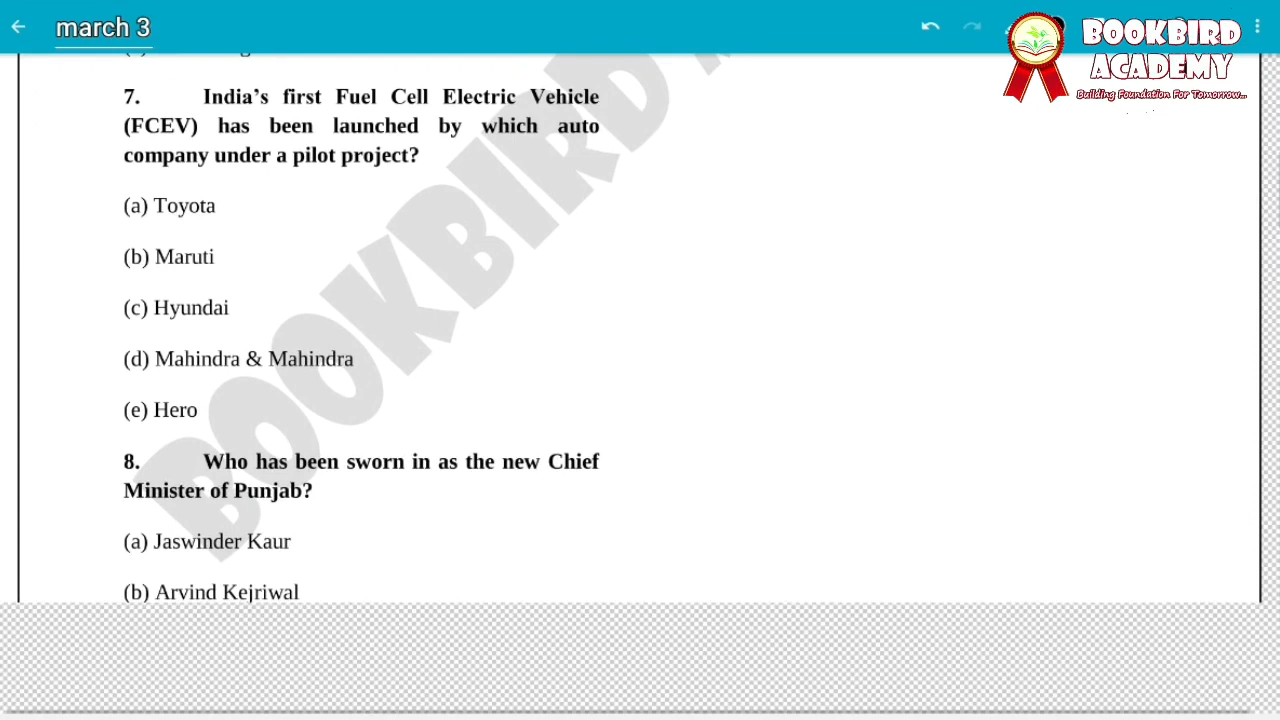 march 3
BOOKBIRD
ACADEMY
Building Foundation For Tomorrow...
7. India’s first Fuel Cell Electric Vehicle
(FCEV) has been launched by which auto
company under a pilot project?
(a) Toyota
(b) Maruti
(c) Hyundai
(d) Mahindra & Mahindra
(e) Hero
8. Who has been sworn in as the new Chief
Minister of Punjab?
(a) Jaswinder Kaur
(b) Arvind Kejriwal
BOOKBIRD